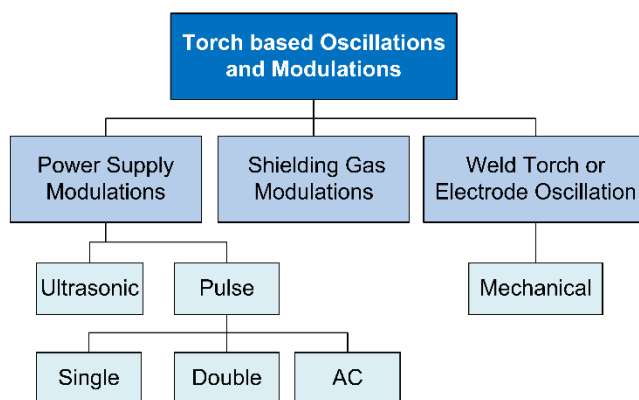 Torch based Oscillations
and Modulations
Power Supply
Modulations
Shielding Gas
Modulations
Weld Torch or
Electrode Oscillation
Ultrasonic
Pulse
Mechanical
Single
Double
AC